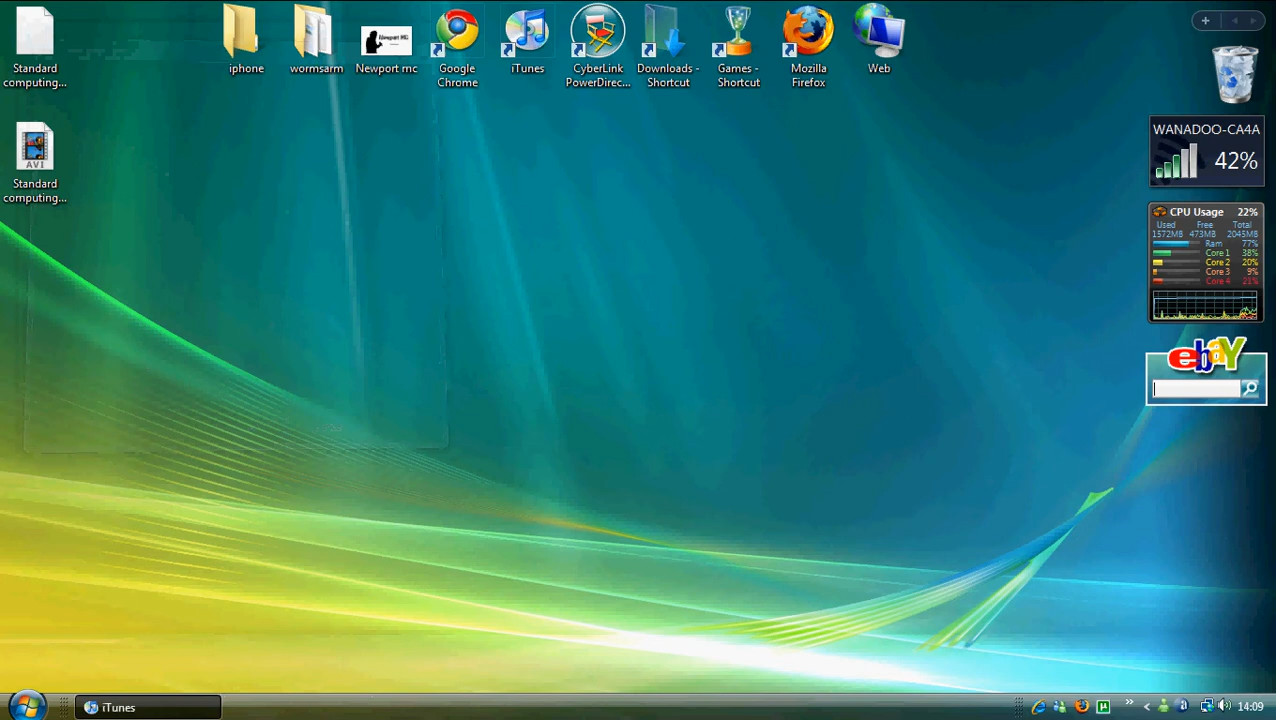 Standard
computing...
iphone
wormsarm
Newport MC
Newport mc
Google
Chrome
iTunes
CyberLink
PowerDirec...
Downloads -
Shortcut
Games -
Shortcut
Mozilla
Firefox
Web
AVI
Standard
computing...
WANADOO-CA4A
42%
CPU Usage 22%
Used Free Total
1572MB 473MB 2045MB
Ram 77%
Core 1 38%
Core 2 20%
Core 3 9%
Core 4 21%
ebaY
iTunes
14:09